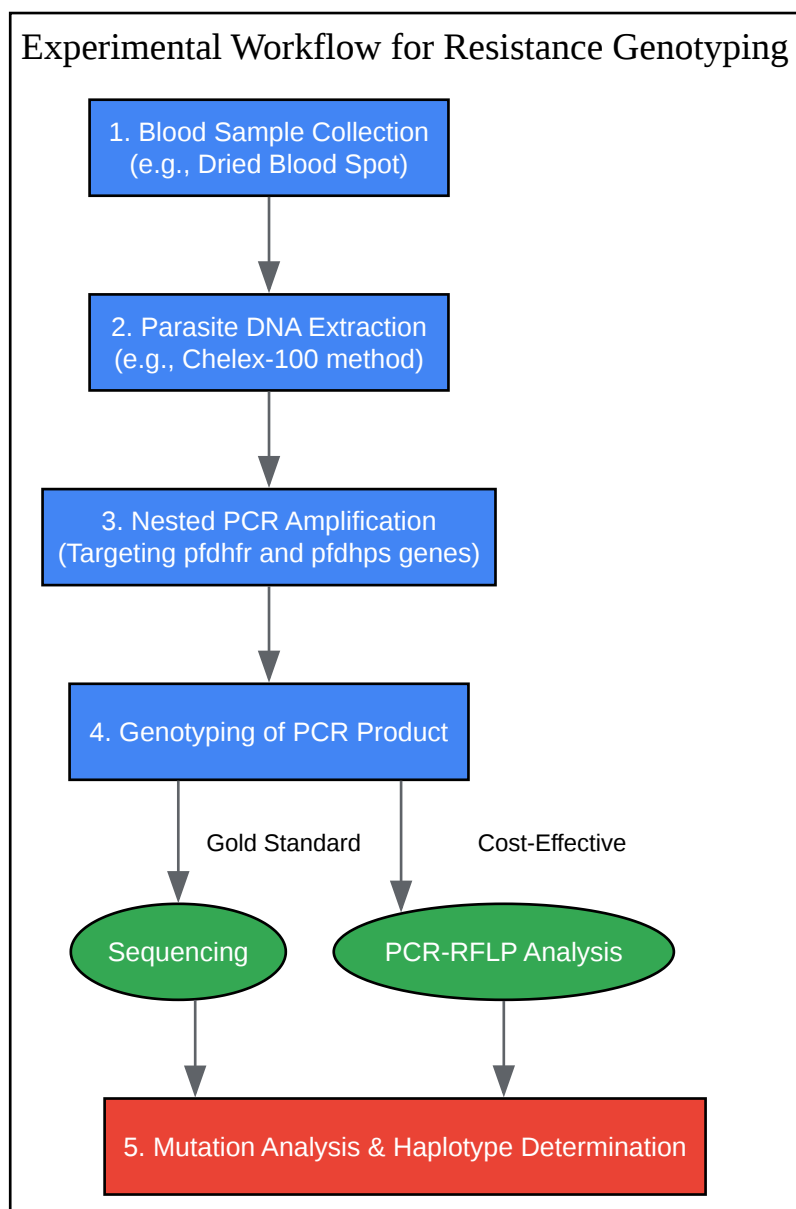 Experimental Workflow for Resistance Genotyping
1. Blood Sample Collection
(e.g., Dried Blood Spot)
2. Parasite DNA Extraction
(e.g., Chelex-100 method)
3. Nested PCR Amplification
(Targeting pfdhfr and pfdhps genes)
4. Genotyping of PCR Product
Gold Standard
Cost-Effective
Sequencing
PCR-RFLP Analysis
5. Mutation Analysis & Haplotype Determination